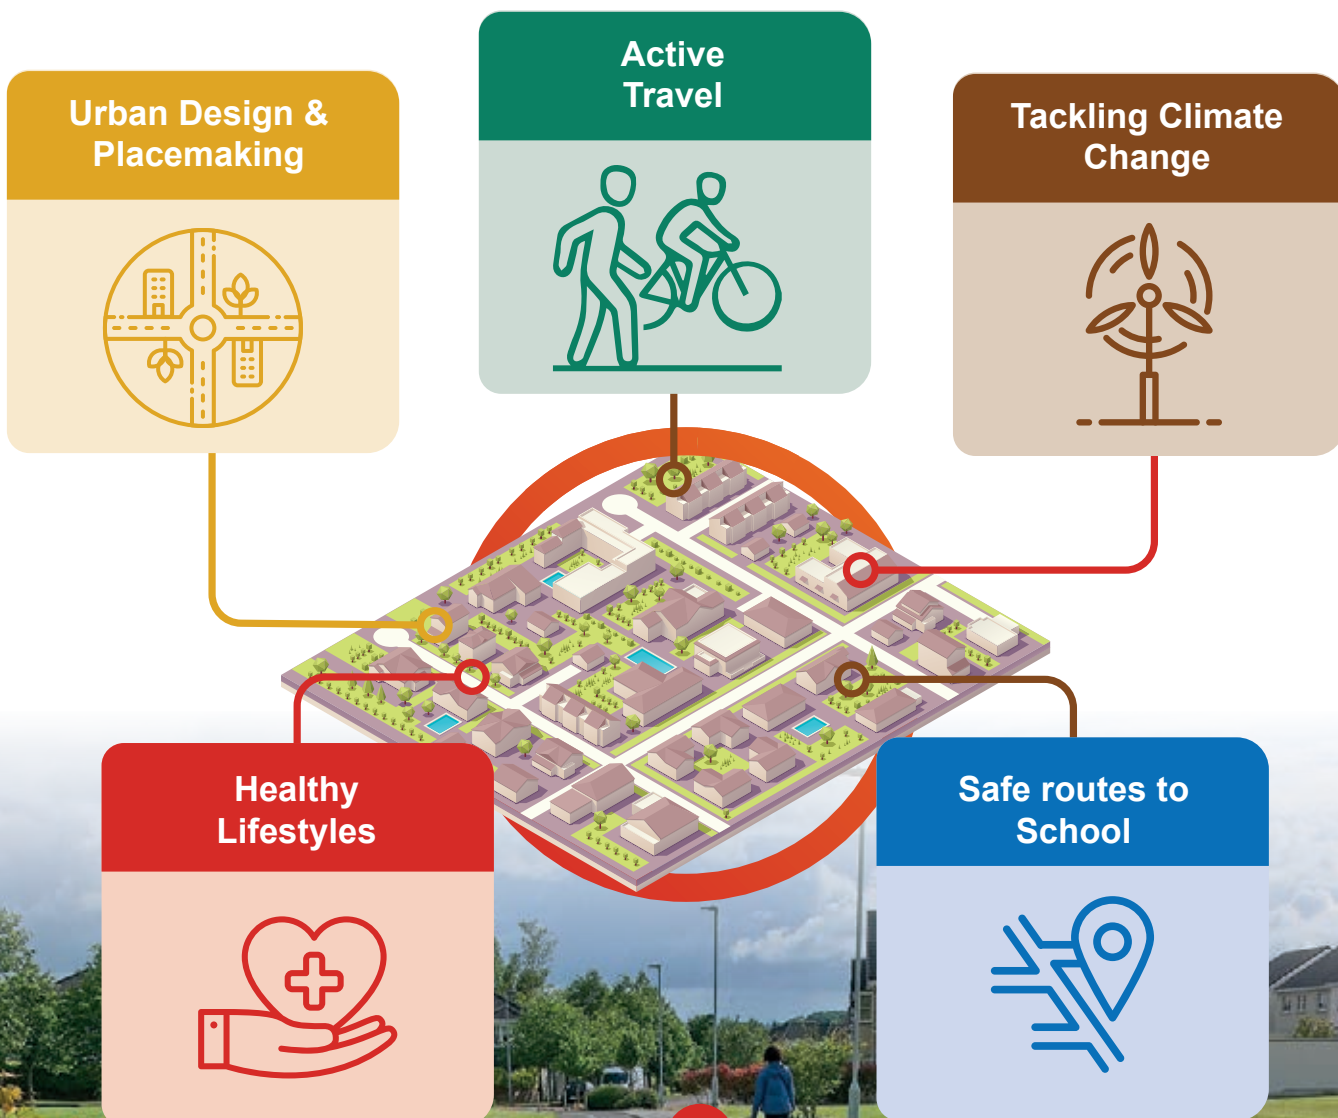 Active
Travel
Urban Design &
Placemaking
Tackling Climate
Change
Healthy
Lifestyles
Safe routes to
School